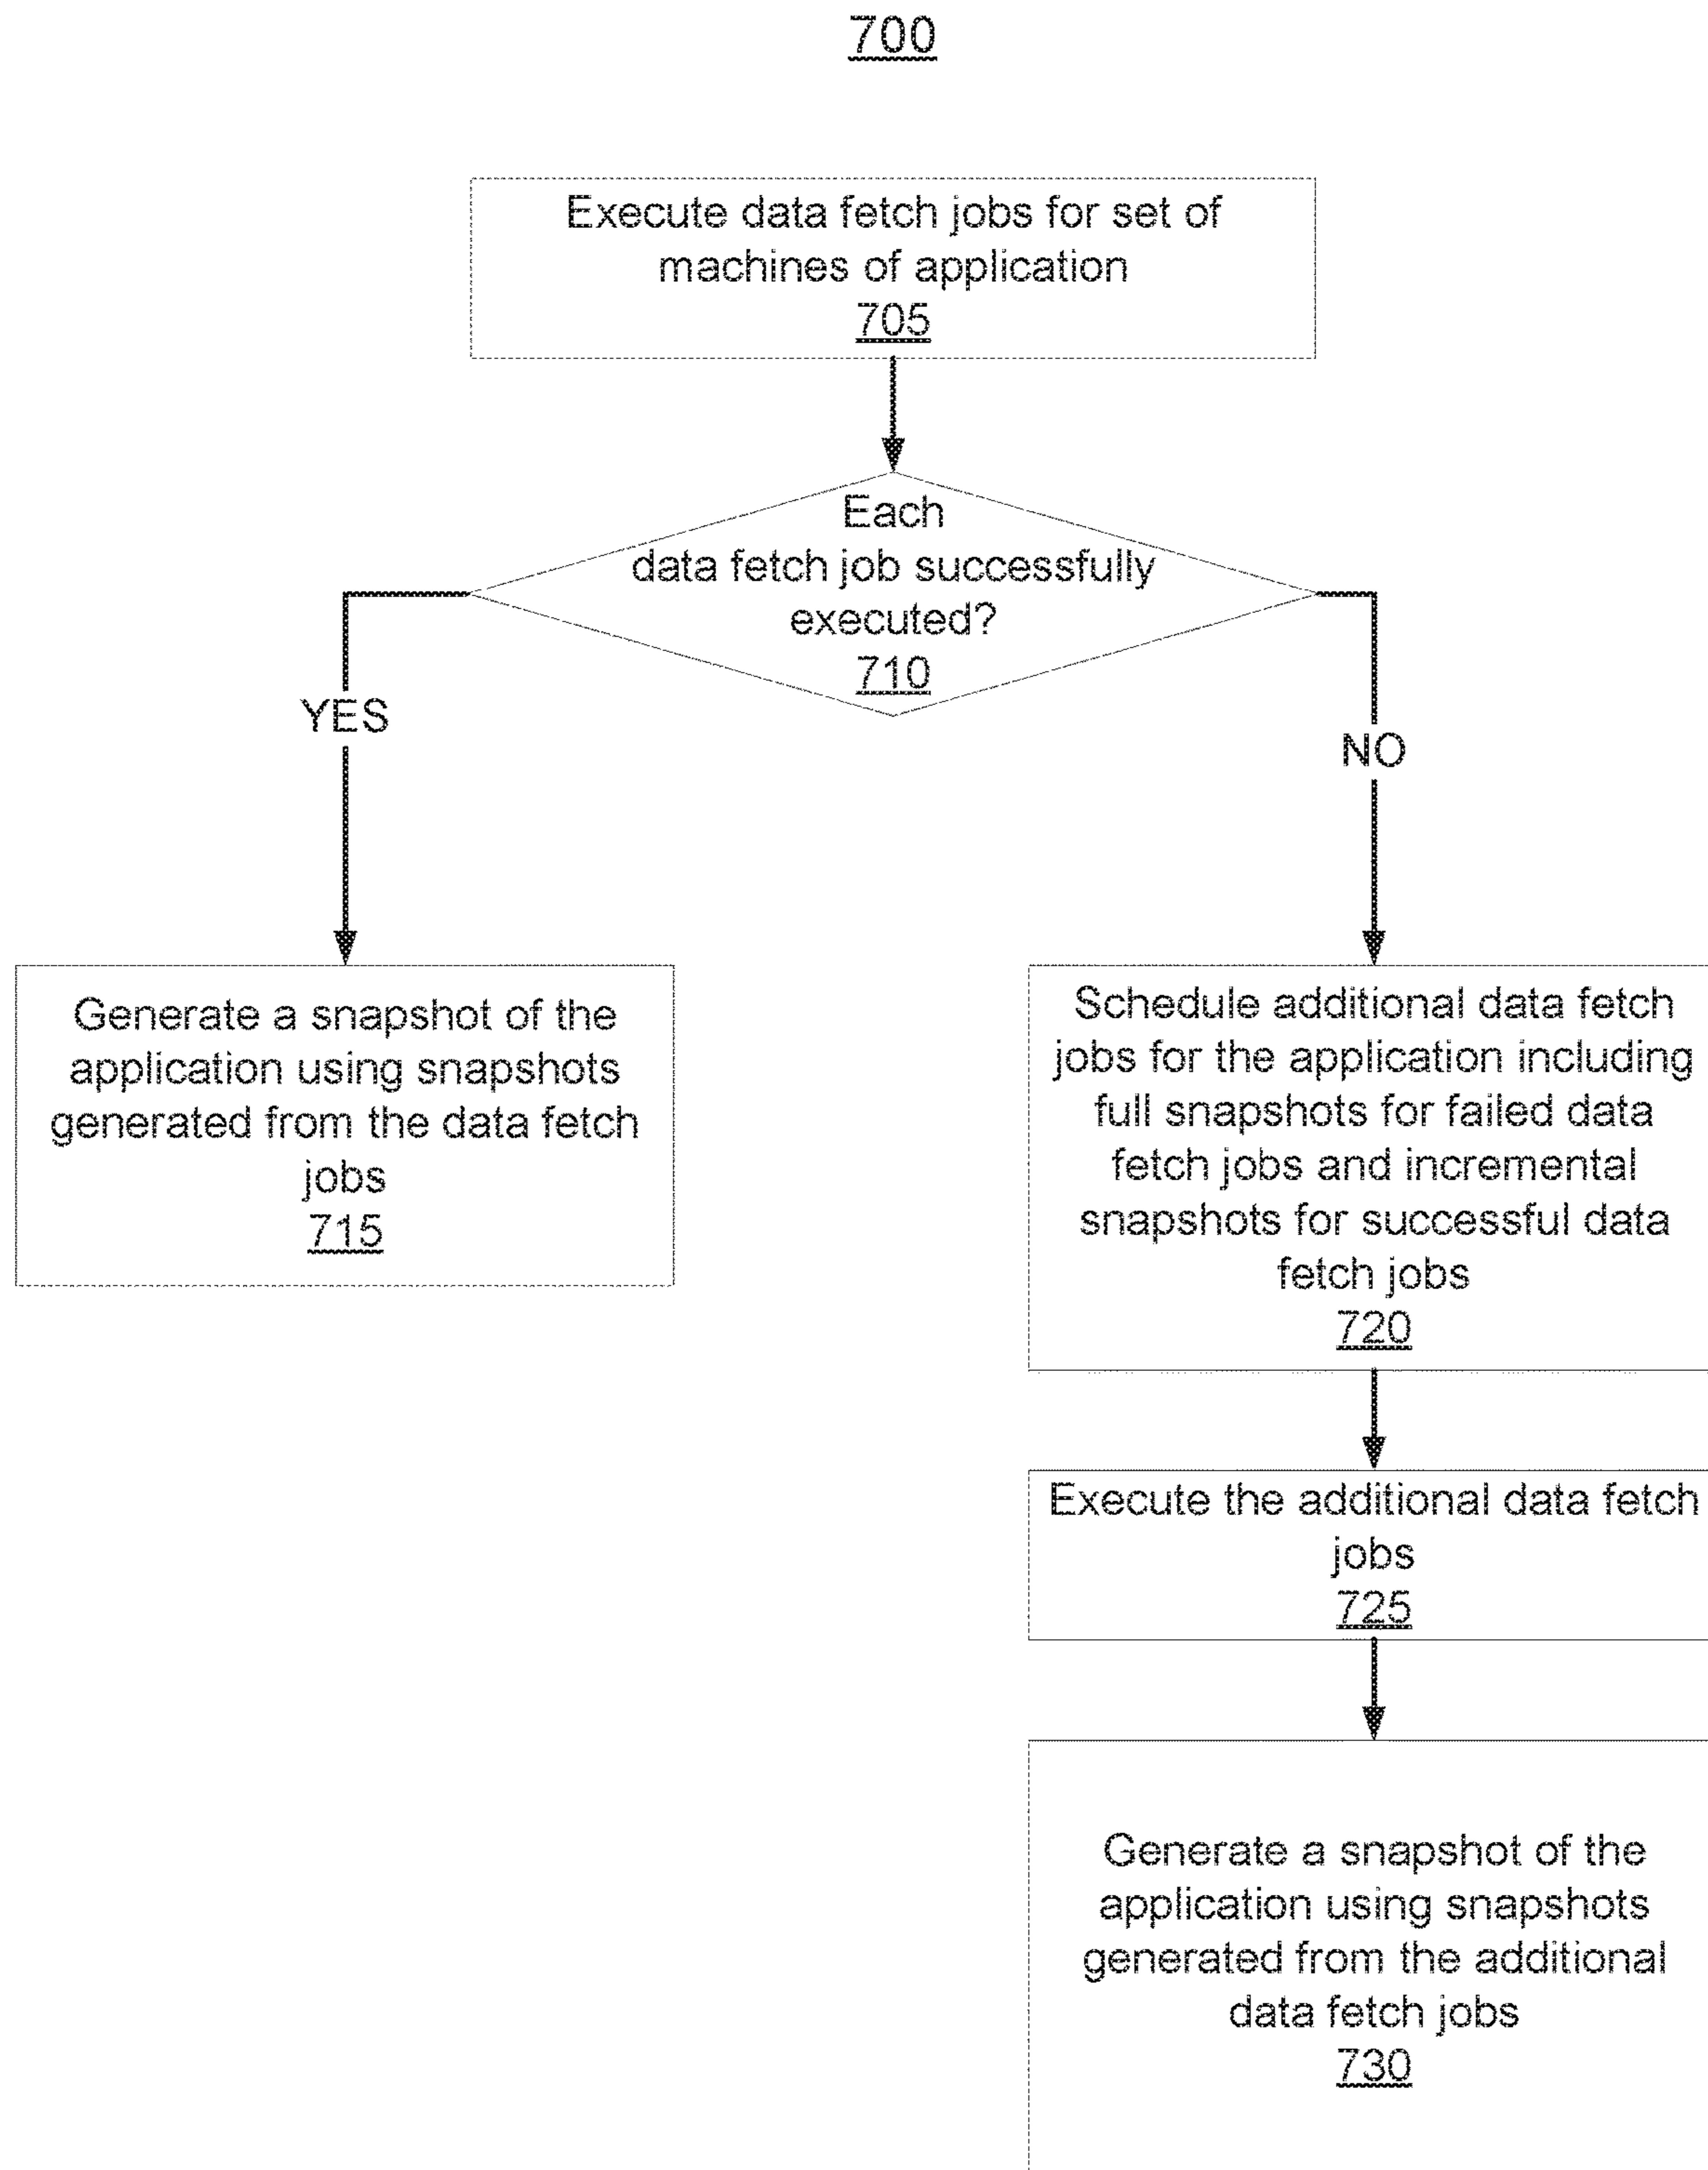 700
Execute data fetch jobs for set of
machines of application
705
Each
data fetch job successfully
executed?
710
YES
NO
Generate a snapshot of the
application using snapshots
generated from the data fetch
jobs
715
Schedule additional data fetch
jobs for the application including
full snapshots for failed data
fetch jobs and incremental
snapshots for successful data
fetch jobs
720
Execute the additional data fetch
jobs
725
Generate a snapshot of the
application using snapshots
generated from the additional
data fetch jobs
730